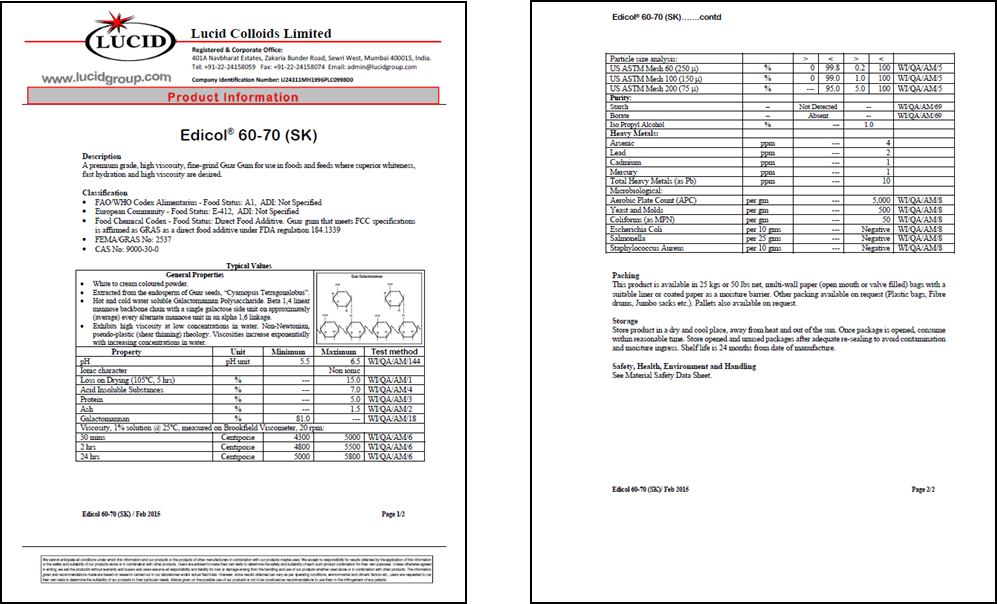 LUCID
Lucid Colloids Limited
Registered & Corporate Office:
401A Navbharat Estates, Zakaria Bunder Road, Sewri West, Mumbai 400015, India.
Tel: +91-22-24158059 Fax: +91-22-24158074 Email: admin@lucidgroup.com
www.lucidgroup.com
Company Identification Number: U24311MH1996PLC099800
Product Information
Edicol® 60-70 (SK)
Description
A premium grade, high viscosity, fine-grind Guar Gum for use in foods and feeds where superior whiteness,
fast hydration and high viscosity are desired.
Classification
• FAO/WHO Codex Alimentarius - Food Status: A1, ADI: Not Specified
• European Community - Food Status: E-412, ADI: Not Specified
• Food Chemical Codex - Food Status: Direct Food Additive. Guar gum that meets FCC specifications
is affirmed as GRAS as a direct food additive under FDA regulation 184.1339
• FEMA/GRAS No: 2537
• CAS No: 9000-30-0
Typical Values
General Properties
• White to cream coloured powder.
• Extracted from the endosperm of Guar seeds, "Cyamopsis Tetragonalobus".
• Hot and cold water soluble Galactomannan Polysaccharide. Beta 1,4 linear
mannose backbone chain with a single galactose side unit on approximately
(average) every alternate mannose unit in an alpha 1,6 linkage.
• Exhibits high viscosity at low concentrations in water. Non-Newtonian,
pseudo-plastic (shear thinning) rheology. Viscosities increase exponentially
with increasing concentrations in water.
Guar Galactomannan
Property Unit Minimum Maximum Test method
pH pH unit 5.5 6.5 WI/QA/AM/144
Ionic character Non ionic
Loss on Drying (105ºC, 5 hrs) % --- 15.0 WI/QA/AM/1
Acid Insoluble Substances % --- 7.0 WI/QA/AM/4
Protein % --- 5.0 WI/QA/AM/3
Ash % --- 1.5 WI/QA/AM/2
Galactomannan % 81.0 --- WI/QA/AM/18
Viscosity, 1% solution @ 25ºC, measured on Brookfield Viscometer, 20 rpm:
30 mins Centipoise 4300 5000 WI/QA/AM/6
2 hrs Centipoise 4800 5500 WI/QA/AM/6
24 hrs Centipoise 5000 5800 WI/QA/AM/6
Edicol 60-70 (SK) / Feb 2015 Page 1/2
Edicol® 60-70 (SK).......contd
Particle size analysis: > < > <
US ASTM Mesh 60 (250 µ) % 0 99.8 0.2 100 WI/QA/AM/5
US ASTM Mesh 100 (150 µ) % 0 99.0 1.0 100 WI/QA/AM/5
US ASTM Mesh 200 (75 µ) % --- 95.0 5.0 100 WI/QA/AM/5
Purity:
Starch -- Not Detected -- WI/QA/AM/69
Borate -- Absent -- WI/QA/AM/69
Iso Propyl Alcohol % --- 1.0
Heavy Metals:
Arsenic ppm --- 4
Lead ppm --- 2
Cadmium ppm --- 1
Mercury ppm --- 1
Total Heavy Metals (as Pb) ppm --- 10
Microbiological:
Aerobic Plate Count (APC) per gm --- 5,000 WI/QA/AM/8
Yeast and Molds per gm --- 500 WI/QA/AM/8
Coliforms (as MPN) per gm --- 50 WI/QA/AM/8
Escherichia Coli per 10 gms --- Negative WI/QA/AM/8
Salmonella per 25 gms --- Negative WI/QA/AM/8
Staphylococcus Aureus per 10 gms --- Negative WI/QA/AM/8
Packing
This product is available in 25 kgs or 50 lbs net, multi-wall paper (open mouth or valve filled) bags with a
suitable liner or coated paper as a moisture barrier. Other packing available on request (Plastic bags, Fibre
drums, Jumbo sacks etc.). Pallets also available on request.
Storage
Store product in a dry and cool place, away from heat and out of the sun. Once package is opened, consume
within reasonable time. Store opened and unused packages after adequate re-sealing to avoid contamination
and moisture ingress. Shelf life is 24 months from date of manufacture.
Safety, Health, Environment and Handling
See Material Safety Data Sheet.
Edicol 60-70 (SK)/ Feb 2015 Page 2/2